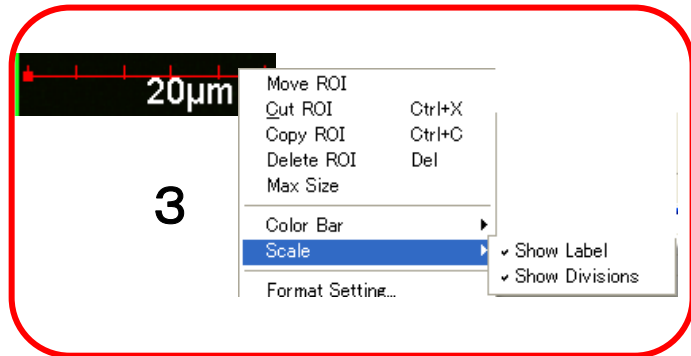 20µm
Move ROI
Cut ROI Ctrl+X
Copy ROI Ctrl+C
Delete ROI Del
Max Size
3
Color Bar
Scale
Show Label
Show Divisions
Format Setting...